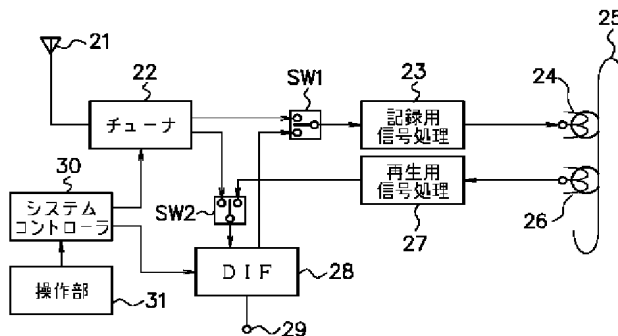 21
22
チューナ
SW1
23
記録用
信号処理
24
25
30
システム
コントローラ
SW2
再生用
信号処理
27
26
操作部
31
DIF
28
29